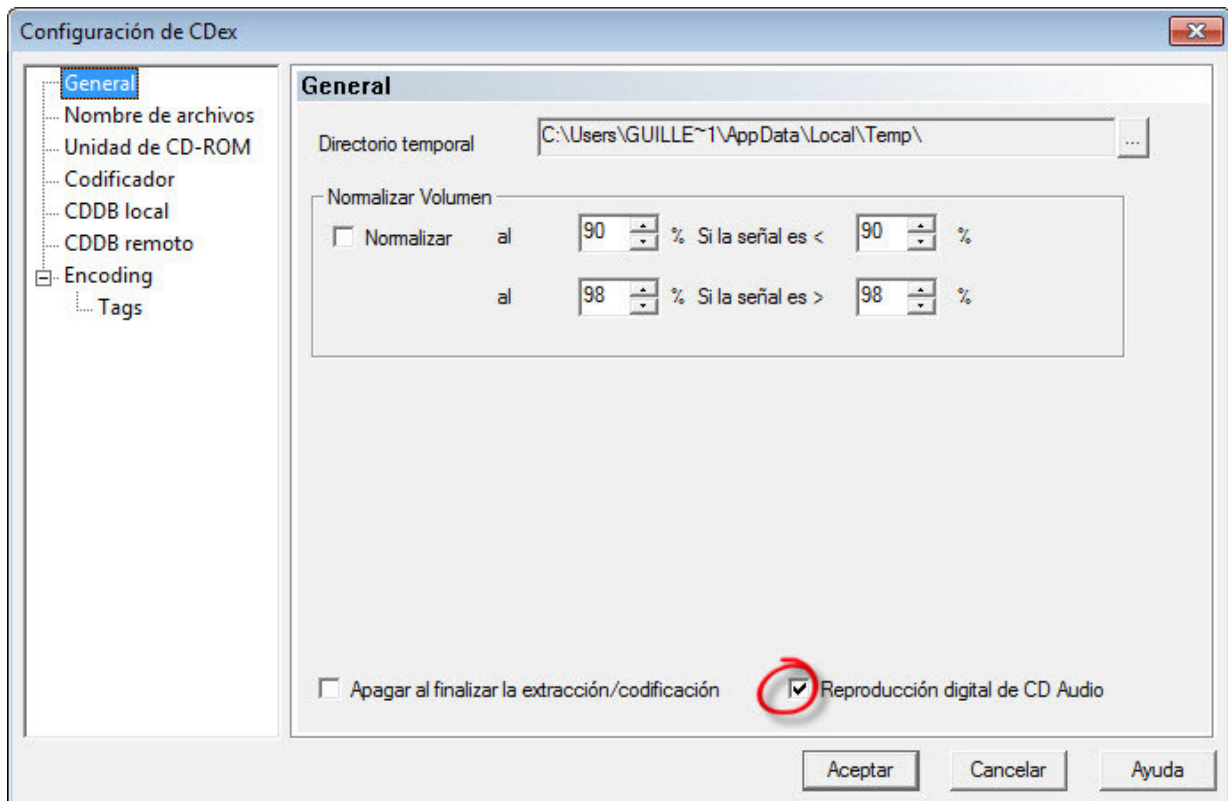 Configuración de CDex
General
Nombre de archivos
Unidad de CD-ROM
Codificador
CDDB local
CDDB remoto
Encoding
Tags
General
Directorio temporal C:\Users\GUILLE~1\AppData\Local\Temp\ ...
Normalizar Volumen
Normalizar al 90 % Si la señal es < 90 %
al 98 % Si la señal es > 98 %
Apagar al finalizar la extracción/codificación Reproducción digital de CD Audio
Aceptar Cancelar Ayuda